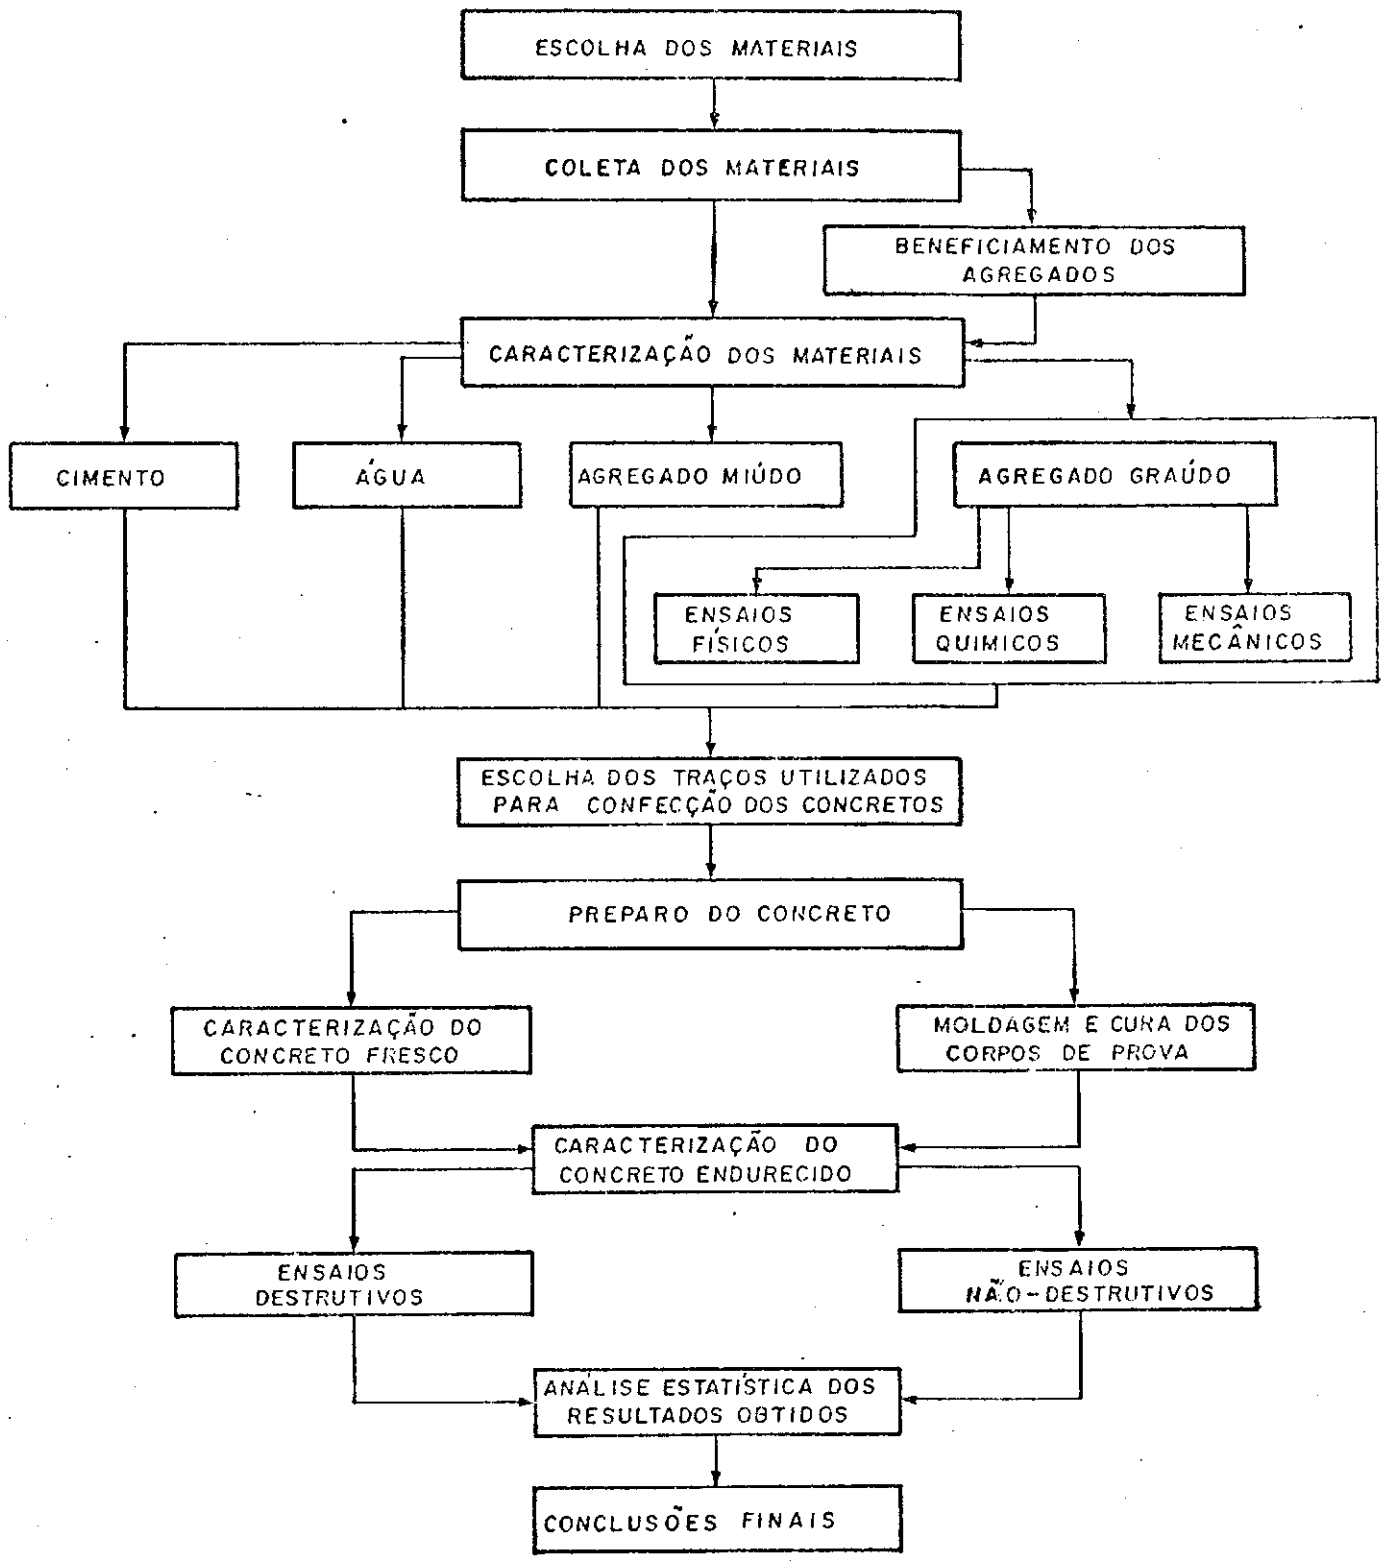 ESCOLHA DOS MATERIAIS
COLETA DOS MATERIAIS
BENEFICIAMENTO DOS
AGREGADOS
CARACTERIZAÇÃO DOS MATERIAIS
CIMENTO
ÁGUA
AGREGADO MIÚDO
AGREGADO GRAÚDO
ENSAIOS
FÍSICOS
ENSAIOS
QUIMICOS
ENSAIOS
MECÂNICOS
ESCOLHA DOS TRAÇOS UTILIZADOS
PARA CONFECÇÃO DOS CONCRETOS
PREPARO DO CONCRETO
CARACTERIZAÇÃO DO
CONCRETO FRESCO
MOLDAGEM E CURA DOS
CORPOS DE PROVA
CARACTERIZAÇÃO DO
CONCRETO ENDURECIDO
ENSAIOS
DESTRUTIVOS
ENSAIOS
NÃO-DESTRUTIVOS
ANÁLISE ESTATÍSTICA DOS
RESULTADOS OBTIDOS
CONCLUSÕES FINAIS